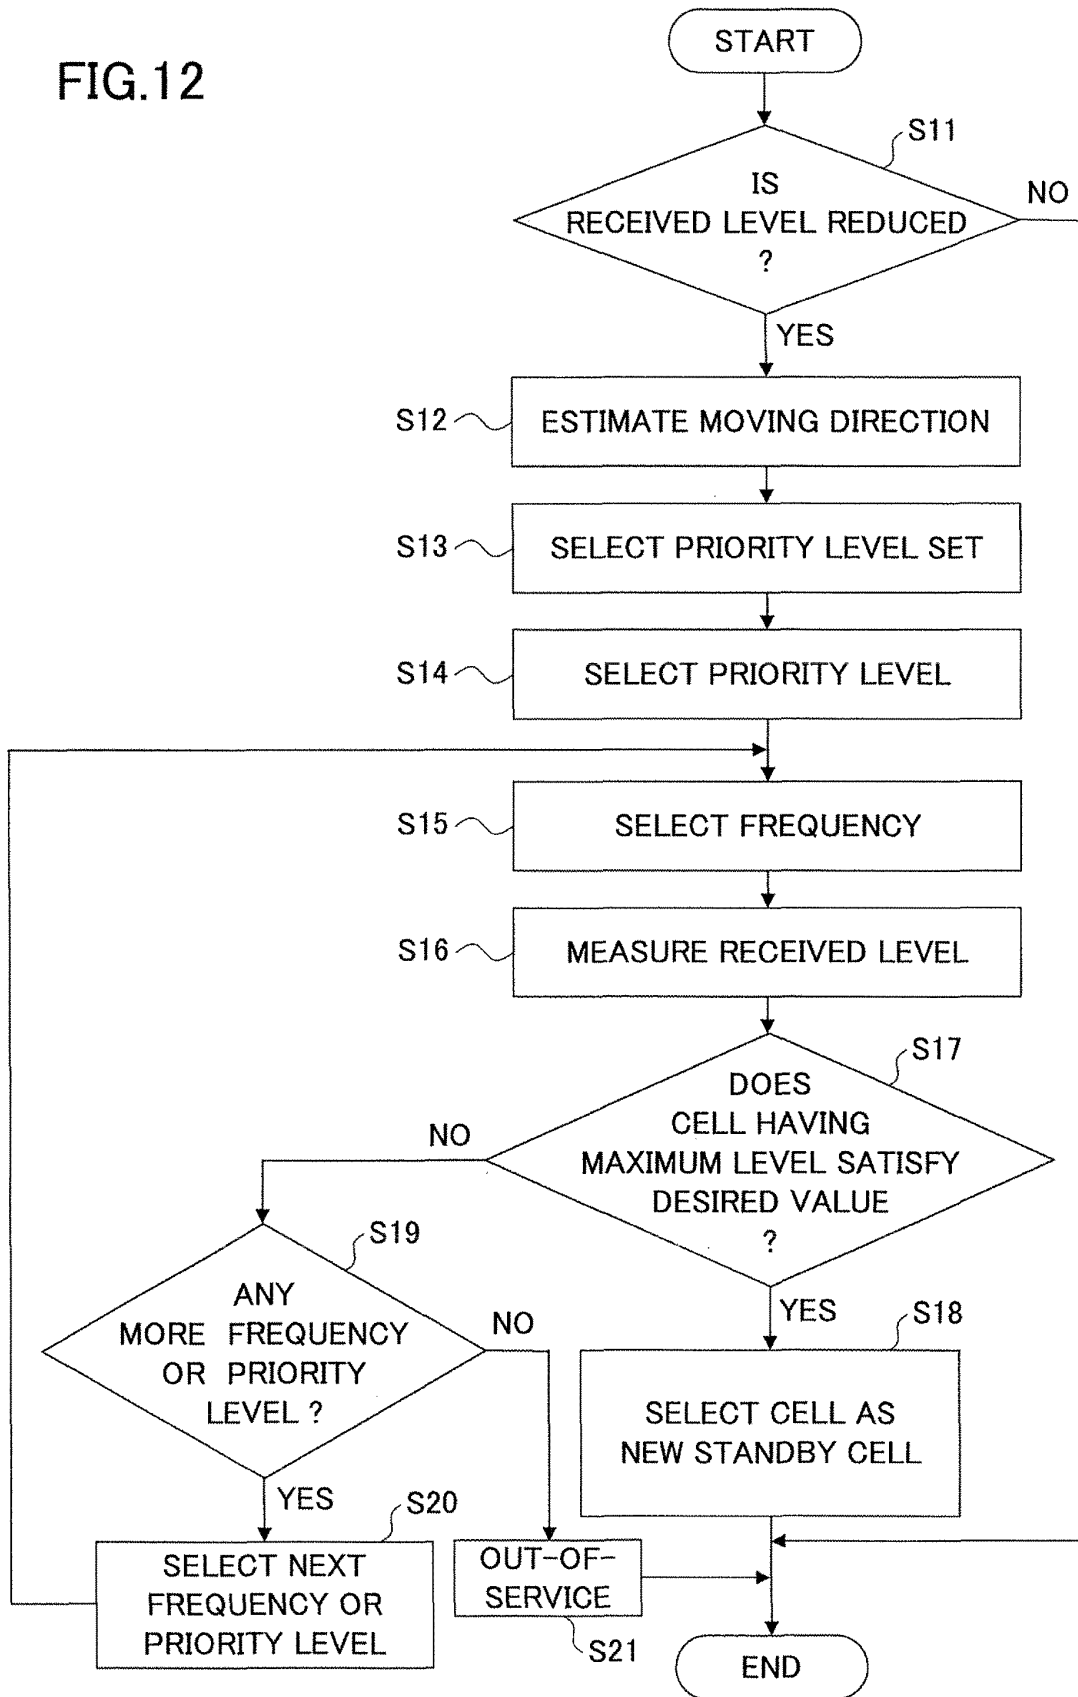 FIG.12
START
S11
IS
RECEIVED LEVEL REDUCED
?
NO
YES
S12
ESTIMATE MOVING DIRECTION
S13
SELECT PRIORITY LEVEL SET
S14
SELECT PRIORITY LEVEL
S15
SELECT FREQUENCY
S16
MEASURE RECEIVED LEVEL
S17
DOES
CELL HAVING
MAXIMUM LEVEL SATISFY
DESIRED VALUE
?
NO
YES
S19
ANY
MORE FREQUENCY
OR PRIORITY
LEVEL ?
NO
YES
S18
SELECT CELL AS
NEW STANDBY CELL
S20
SELECT NEXT
FREQUENCY OR
PRIORITY LEVEL
OUT-OF-
SERVICE
S21
END